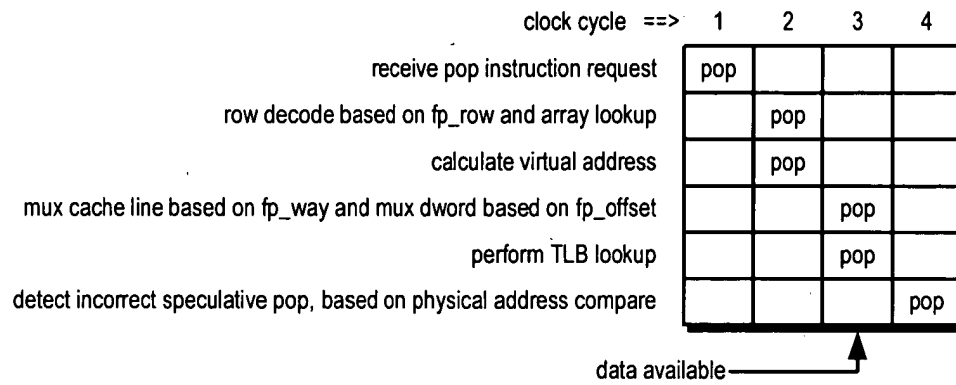 clock cycle ==> 1 2 3 4
receive pop instruction request pop
row decode based on fp_row and array lookup pop
calculate virtual address pop
mux cache line based on fp_way and mux dword based on fp_offset pop
perform TLB lookup pop
detect incorrect speculative pop, based on physical address compare pop
data available